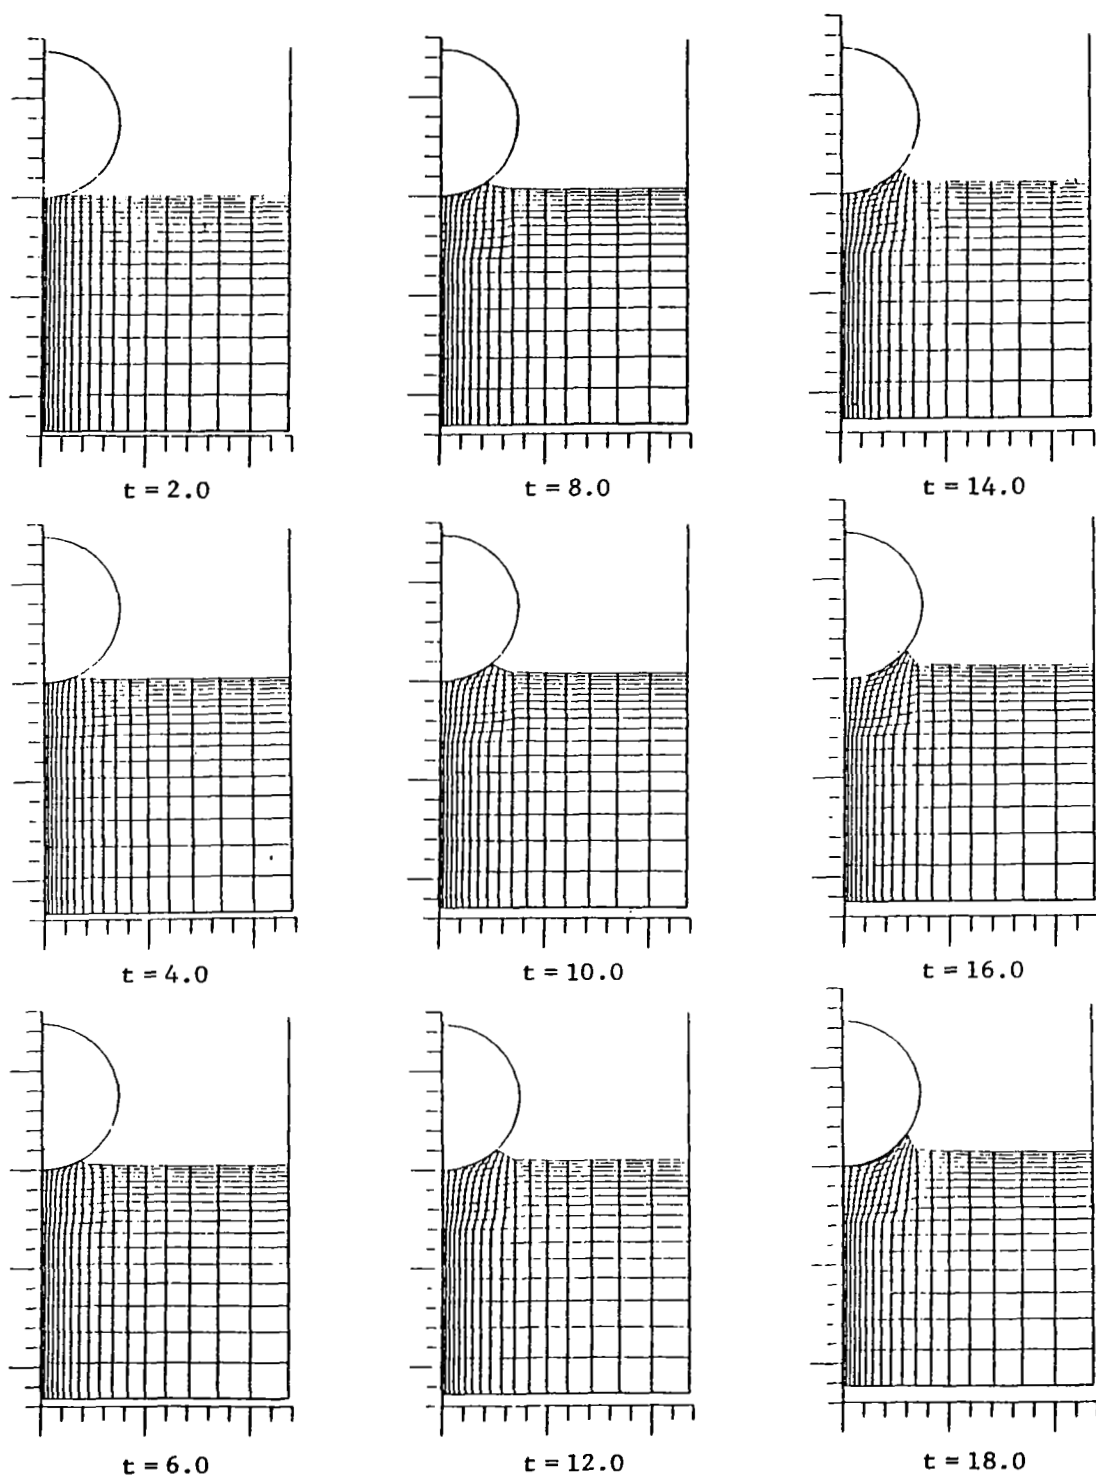 t = 2.0
t = 8.0
t = 14.0
t = 4.0
t = 10.0
t = 16.0
t = 6.0
t = 12.0
t = 18.0